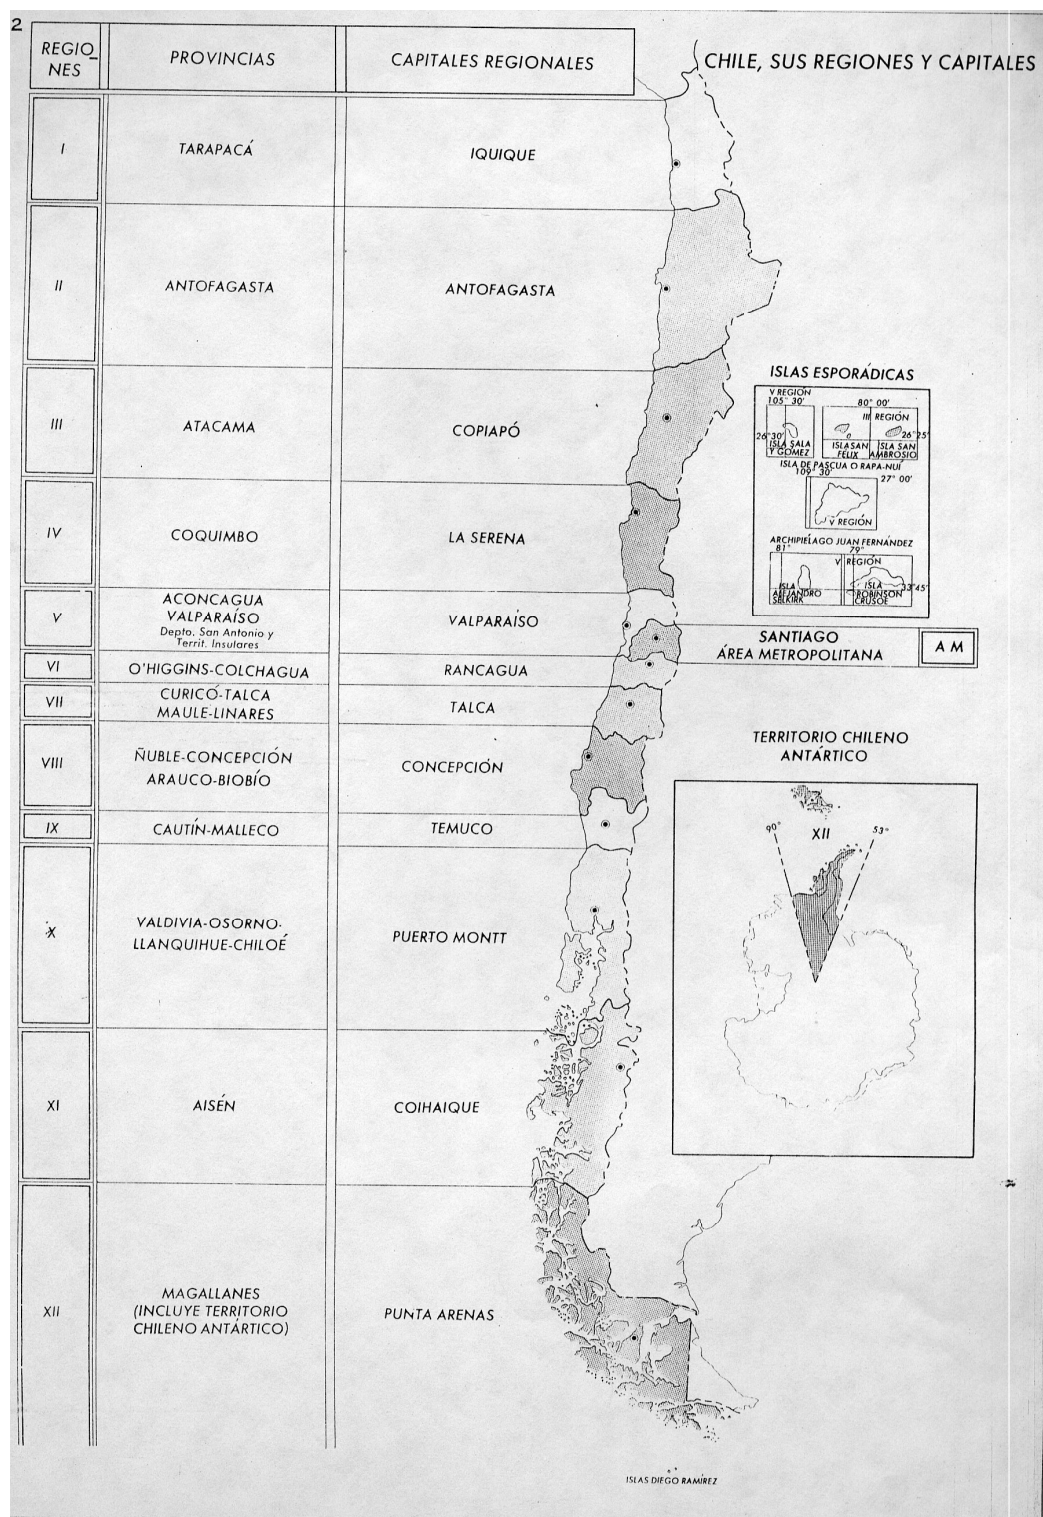 2
REGIO_
NES
PROVINCIAS
CAPITALES REGIONALES
CHILE, SUS REGIONES Y CAPITALES
I
TARAPACÁ
IQUIQUE
II
ANTOFAGASTA
ANTOFAGASTA
III
ATACAMA
COPIAPÓ
IV
COQUIMBO
LA SERENA
V
ACONCAGUA
VALPARAÍSO
Depto. San Antonio y
Territ. Insulares
VALPARAÍSO
VI
O'HIGGINS-COLCHAGUA
RANCAGUA
VII
CURICÓ-TALCA
MAULE-LINARES
TALCA
VIII
ÑUBLE-CONCEPCIÓN
ARAUCO-BIOBÍO
CONCEPCIÓN
IX
CAUTÍN-MALLECO
TEMUCO
X
VALDIVIA-OSORNO-
LLANQUIHUE-CHILOÉ
PUERTO MONTT
XI
AISÉN
COIHAIQUE
XII
MAGALLANES
(INCLUYE TERRITORIO
CHILENO ANTÁRTICO)
PUNTA ARENAS
ISLAS ESPORÁDICAS
V REGIÓN
105° 30'
80° 00'
III REGIÓN
26°30'
26°25'
ISLA SALA
Y GOMEZ
ISLA SAN
FÉLIX
ISLA SAN
AMBROSIO
ISLA DE PASCUA O RAPA-NUÍ
109° 30'
27° 00'
V REGIÓN
ARCHIPIÉLAGO JUAN FERNÁNDEZ
81°
79°
V REGIÓN
33°45'
ISLA
ALEJANDRO
SELKIRK
ISLA
ROBINSON
CRUSOE
SANTIAGO
ÁREA METROPOLITANA
A M
TERRITORIO CHILENO
ANTÁRTICO
90°
XII
53°
ISLAS DIEGO RAMÍREZ